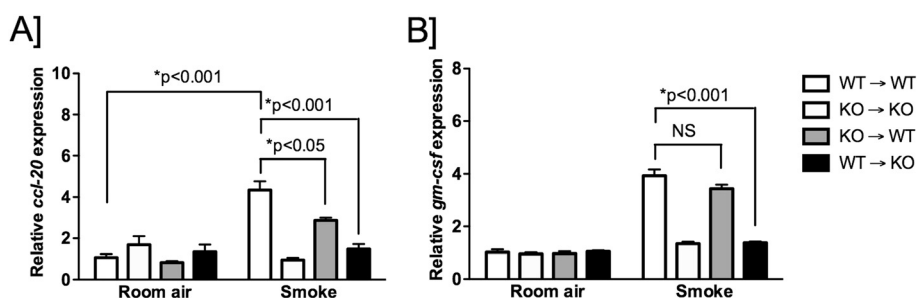 A]
Relative ccl-20 expression
10
8
6
4
2
0
*p<0.001
*p<0.001
*p<0.05
Room air
Smoke
B]
Relative gm-csf expression
8
6
4
2
0
*p<0.001
NS
Room air
Smoke
WT → WT
KO → KO
KO → WT
WT → KO